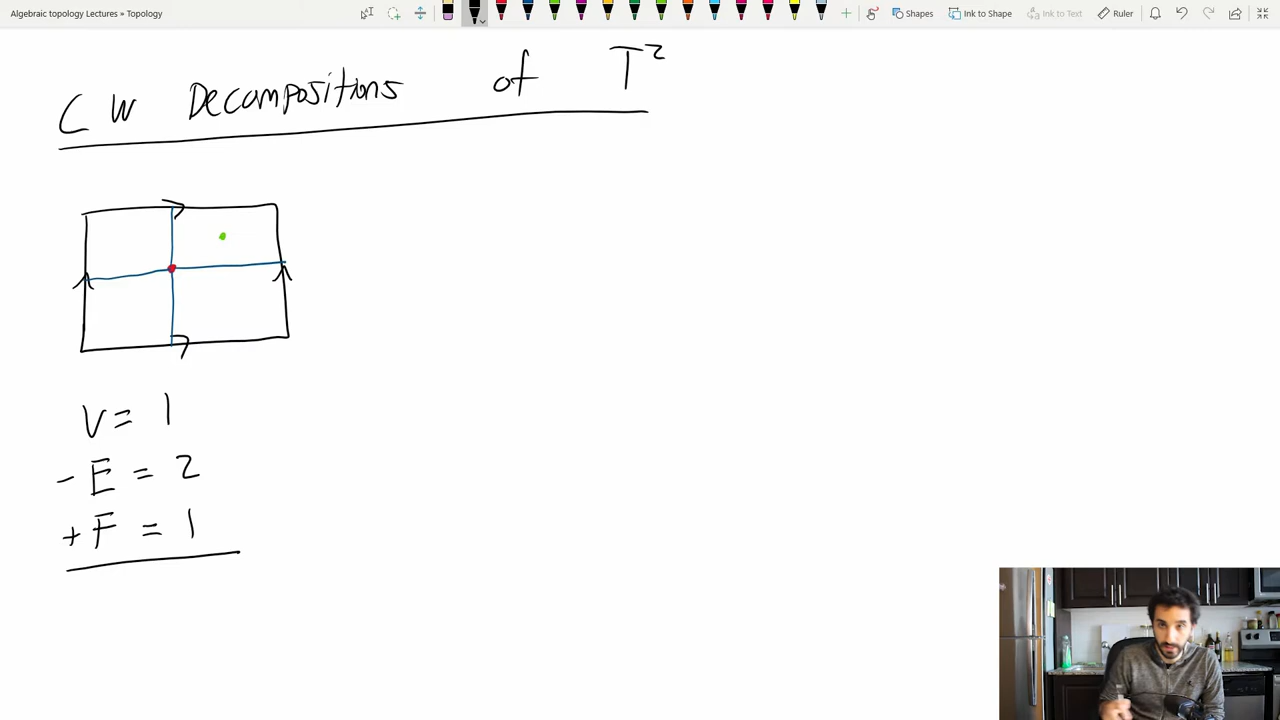 Algebraic topology Lectures » Topology
Shapes Ink to Shape Ink to Text Ruler
CW Decompositions of T²
V = 1
- E = 2
+ F = 1